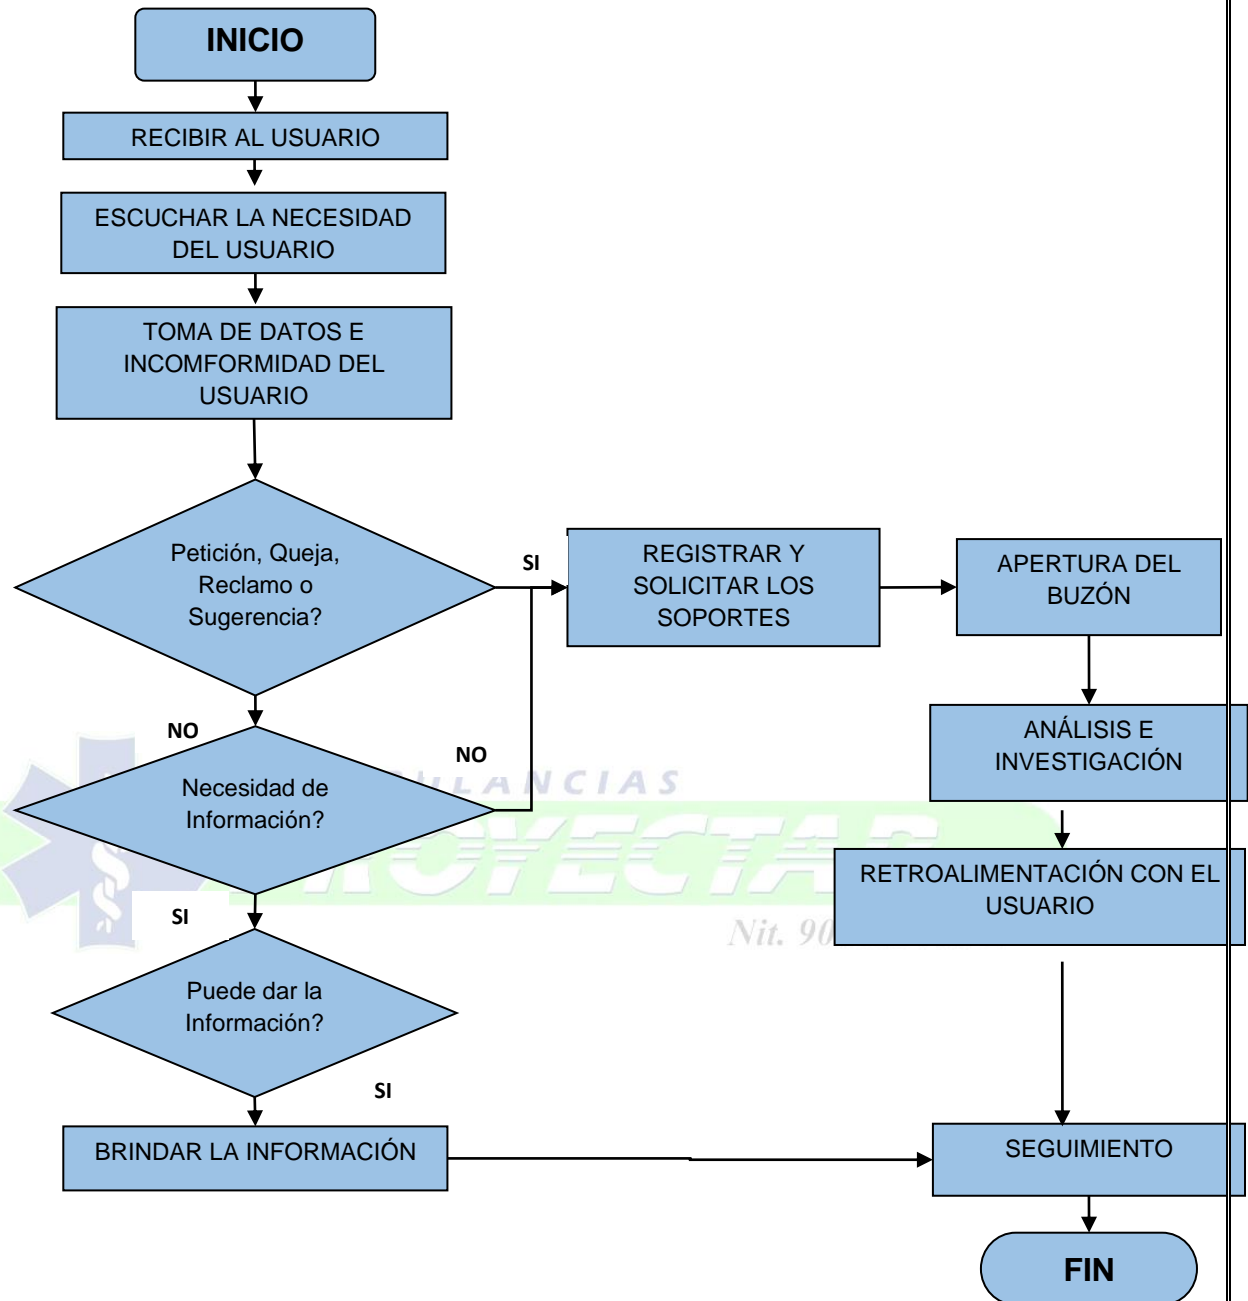 INICIO
RECIBIR AL USUARIO
ESCUCHAR LA NECESIDAD
DEL USUARIO
TOMA DE DATOS E
INCOMFORMIDAD DEL
USUARIO
Petición, Queja,
Reclamo o
Sugerencia?
SI
REGISTRAR Y
SOLICITAR LOS
SOPORTES
APERTURA DEL
BUZÓN
NO
Necesidad de
Información?
NO
ANÁLISIS E
INVESTIGACIÓN
RETROALIMENTACIÓN CON EL
USUARIO
Nit. 90
SI
Puede dar la
Información?
SI
BRINDAR LA INFORMACIÓN
SEGUIMIENTO
FIN